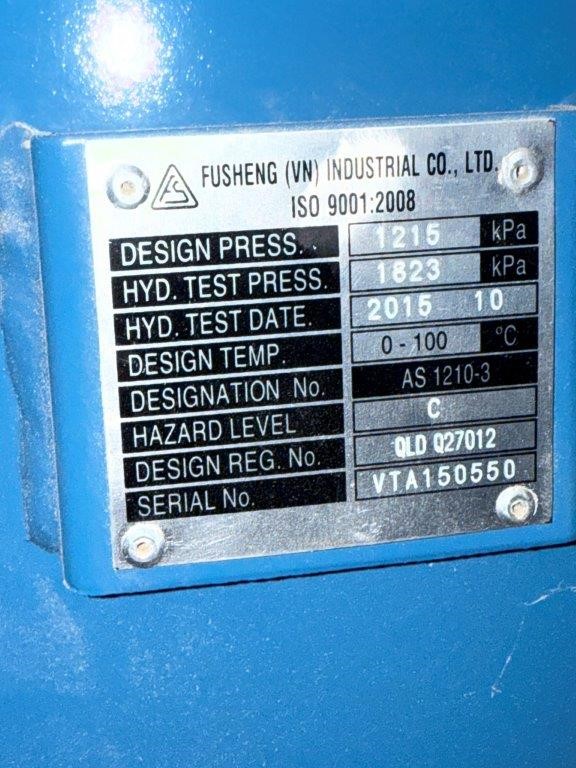 FS FUSHENG (VN) INDUSTRIAL CO., LTD.
ISO 9001:2008
DESIGN PRESS. 1215 kPa
HYD. TEST PRESS. 1823 kPa
HYD. TEST DATE. 2015 10
DESIGN TEMP. 0 - 100 °C
DESIGNATION No. AS 1210-3
HAZARD LEVEL C
DESIGN REG. No. QLD Q27012
SERIAL No. VTA150550